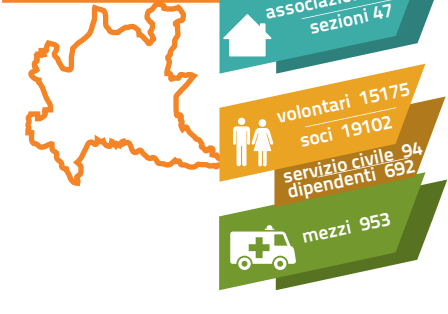 sezioni 47
volontari 15175
soci 19102
servizio civile 94
dipendenti 692
mezzi 953